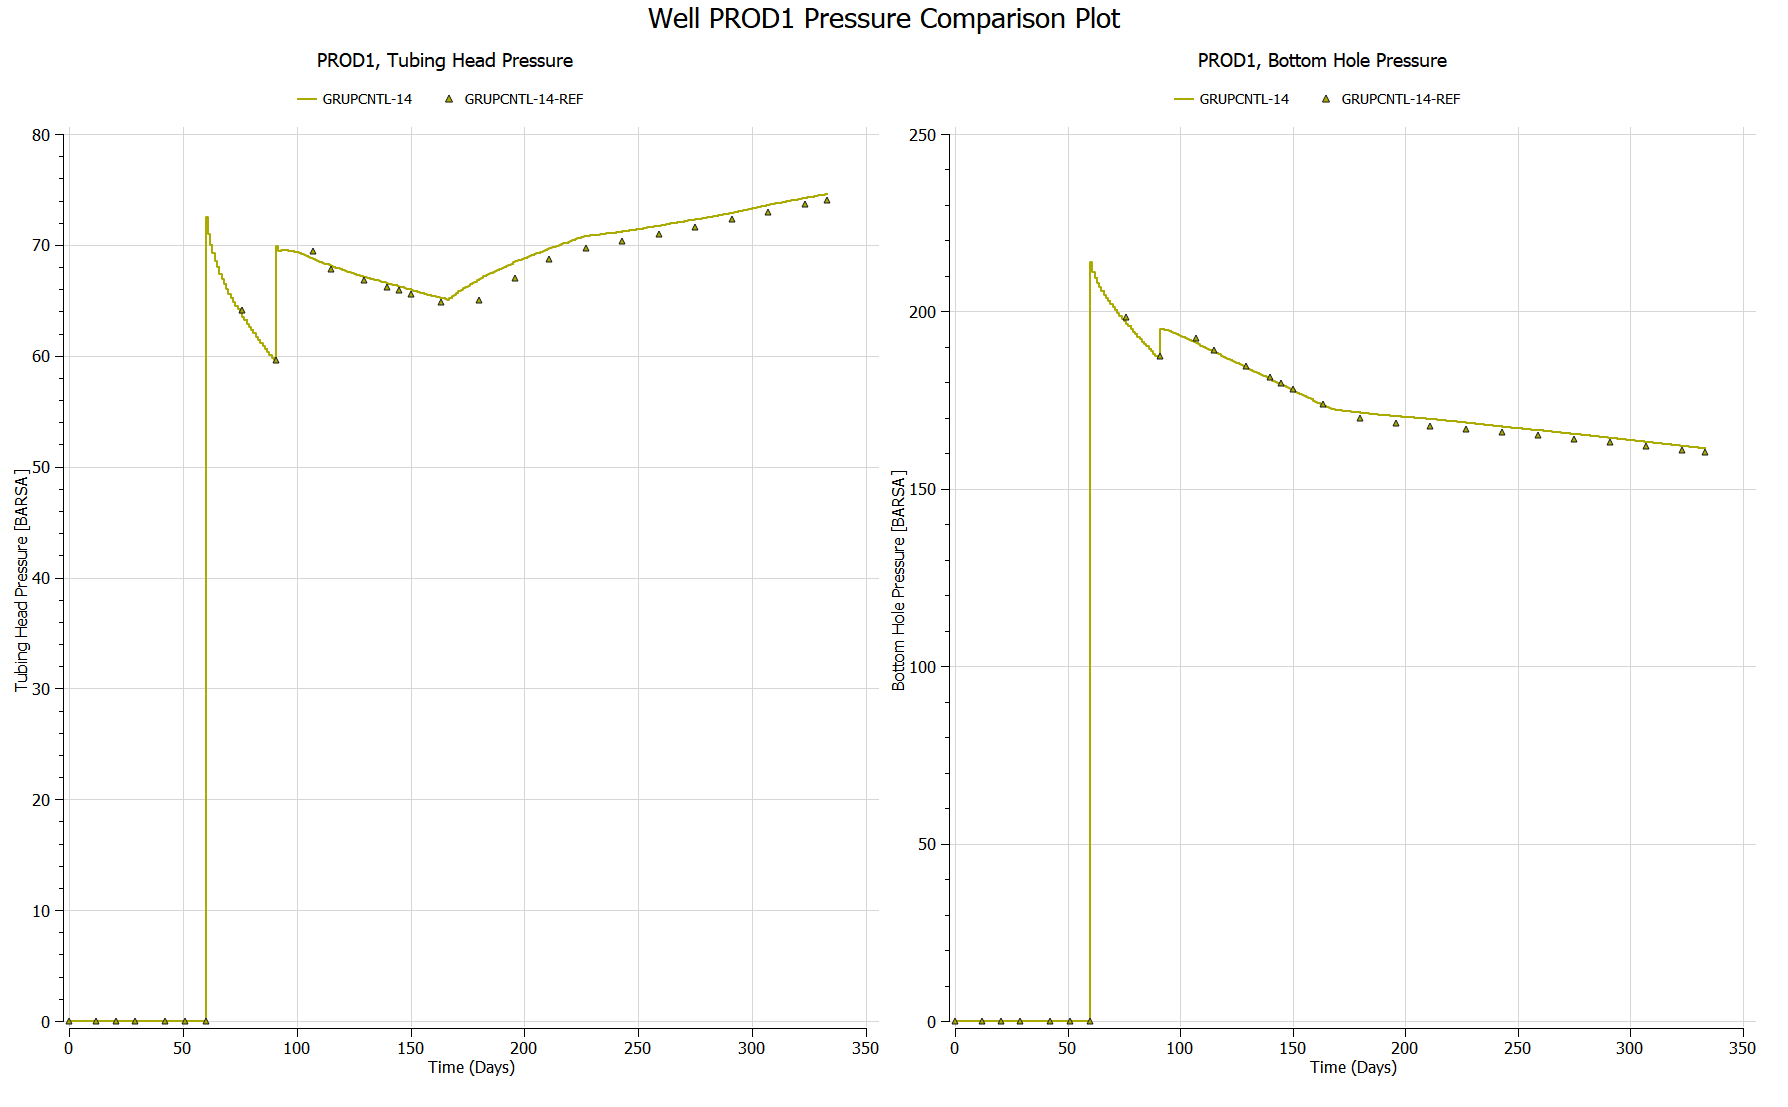 Well PROD1 Pressure Comparison Plot
PROD1, Tubing Head Pressure
GRUPCNTL-14
GRUPCNTL-14-REF
80
70
60
50
40
30
20
10
0
Tubing Head Pressure [BARSA]
0 50 100 150 200 250 300 350
Time (Days)
PROD1, Bottom Hole Pressure
GRUPCNTL-14
GRUPCNTL-14-REF
250
200
150
100
50
0
Bottom Hole Pressure [BARSA]
0 50 100 150 200 250 300 350
Time (Days)